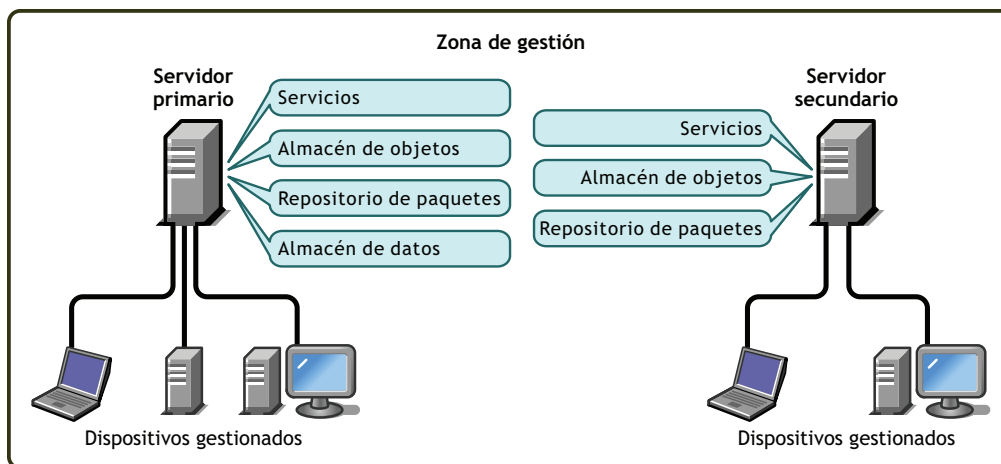 Zona de gestión
Servidor
primario
Servicios
Almacén de objetos
Repositorio de paquetes
Almacén de datos
Dispositivos gestionados
Servidor
secundario
Servicios
Almacén de objetos
Repositorio de paquetes
Dispositivos gestionados